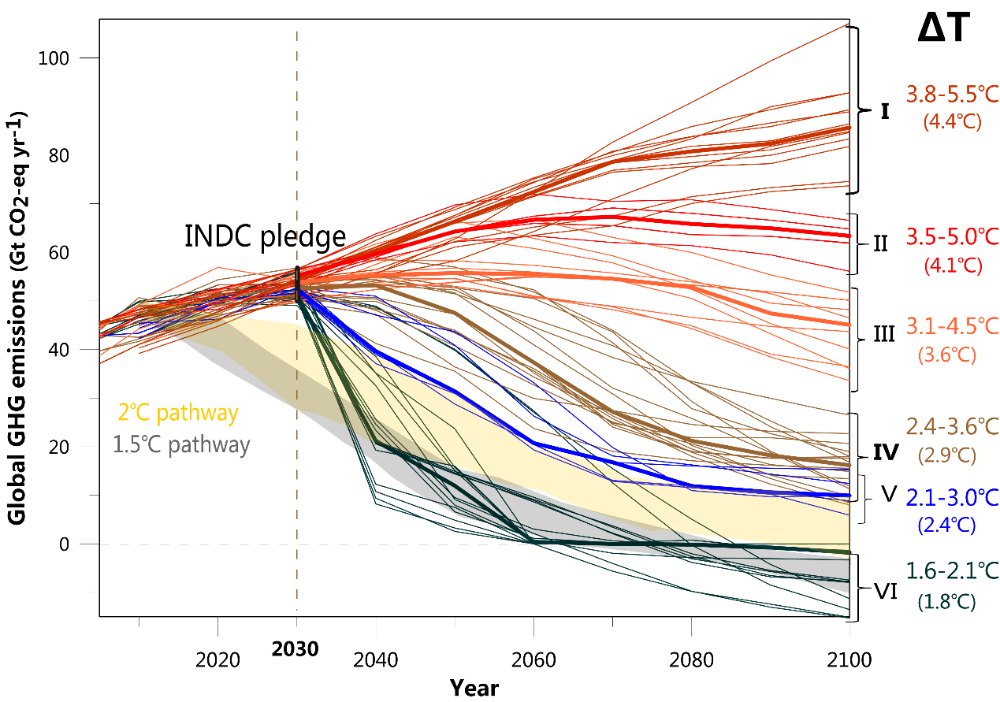 ΔT
Global GHG emissions (Gt CO2-eq yr-1)
100
80
60
40
20
0
INDC pledge
2℃ pathway
1.5℃ pathway
I
3.8-5.5℃
(4.4℃)
II
3.5-5.0℃
(4.1℃)
III
3.1-4.5℃
(3.6℃)
IV
2.4-3.6℃
(2.9℃)
V
2.1-3.0℃
(2.4℃)
VI
1.6-2.1℃
(1.8℃)
2020
2030
2040
2060
2080
2100
Year